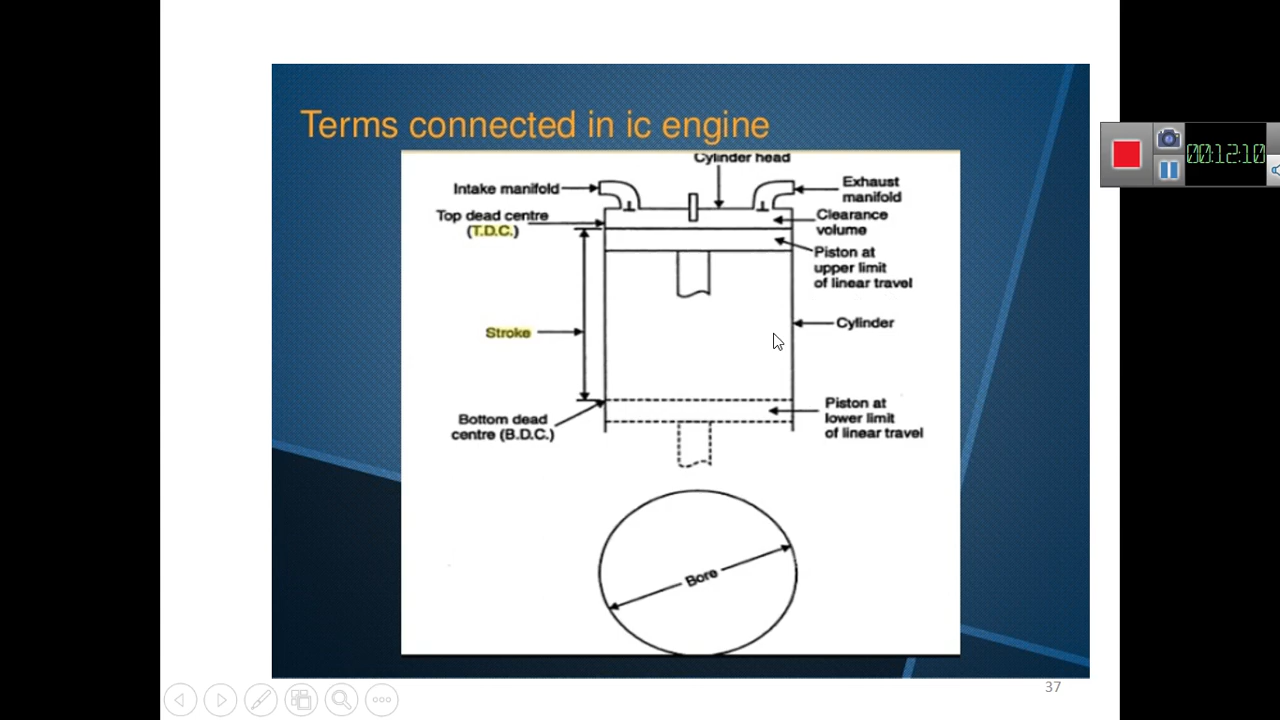 Terms connected in ic engine
Cylinder head
Intake manifold
Exhaust
manifold
Top dead centre
(T.D.C.)
Clearance
volume
Piston at
upper limit
of linear travel
Stroke
Cylinder
Bottom dead
centre (B.D.C.)
Piston at
lower limit
of linear travel
Bore
37
00:12:10